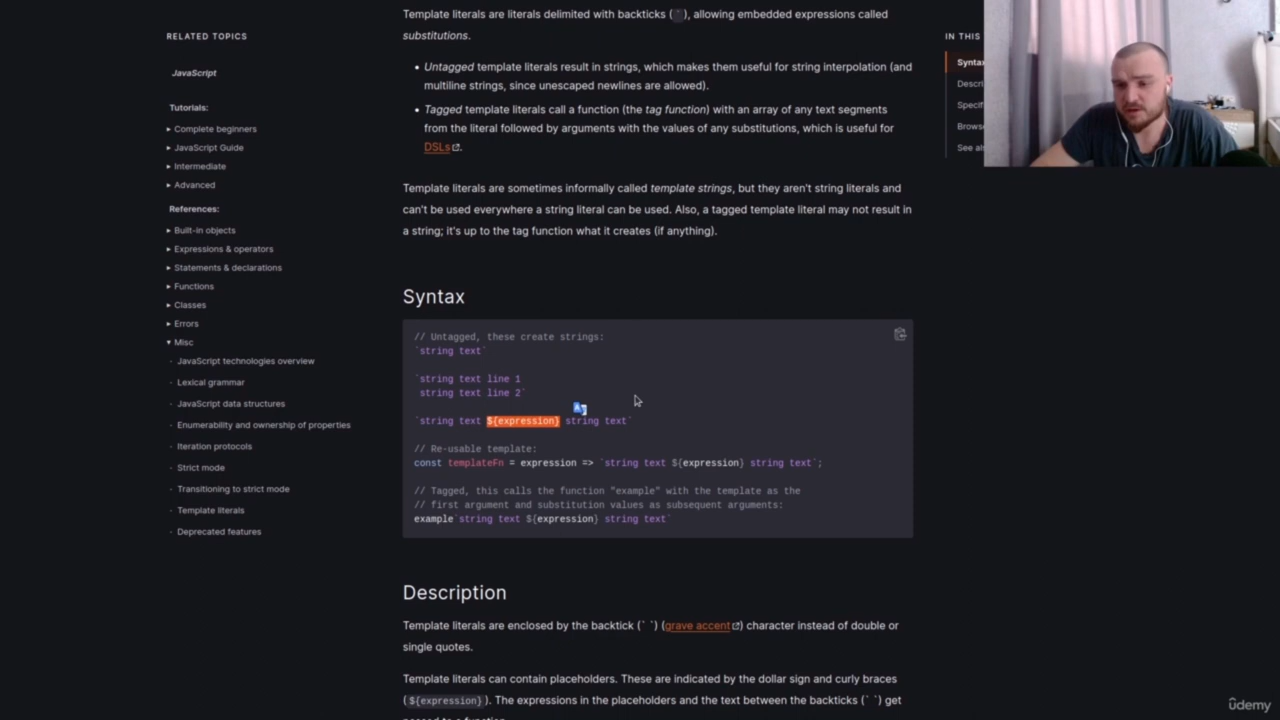 Template literals are literals delimited with backticks (`), allowing embedded expressions called
substitutions.
• Untagged template literals result in strings, which makes them useful for string interpolation (and
multiline strings, since unescaped newlines are allowed).
• Tagged template literals call a function (the tag function) with an array of any text segments
from the literal followed by arguments with the values of any substitutions, which is useful for
DSLs.
Template literals are sometimes informally called template strings, but they aren't string literals and
can't be used everywhere a string literal can be used. Also, a tagged template literal may not result in
a string; it's up to the tag function what it creates (if anything).
Syntax
// Untagged, these create strings:
`string text`
`string text line 1
 string text line 2`
`string text ${expression} string text`
// Re-usable template:
const templateFn = expression => `string text ${expression} string text`;
// Tagged, this calls the function "example" with the template as the
// first argument and substitution values as subsequent arguments:
example`string text ${expression} string text`
Description
Template literals are enclosed by the backtick (` `) (grave accent) character instead of double or
single quotes.
Template literals can contain placeholders. These are indicated by the dollar sign and curly braces
(${expression}). The expressions in the placeholders and the text between the backticks (` `) get
RELATED TOPICS
JavaScript
Tutorials:
▸ Complete beginners
▸ JavaScript Guide
▸ Intermediate
▸ Advanced
References:
▸ Built-in objects
▸ Expressions & operators
▸ Statements & declarations
▸ Functions
▸ Classes
▸ Errors
▾ Misc
- JavaScript technologies overview
- Lexical grammar
- JavaScript data structures
- Enumerability and ownership of properties
- Iteration protocols
- Strict mode
- Transitioning to strict mode
- Template literals
- Deprecated features
IN THIS
Synta
Descri
Specif
Brows
See al
ûdemy